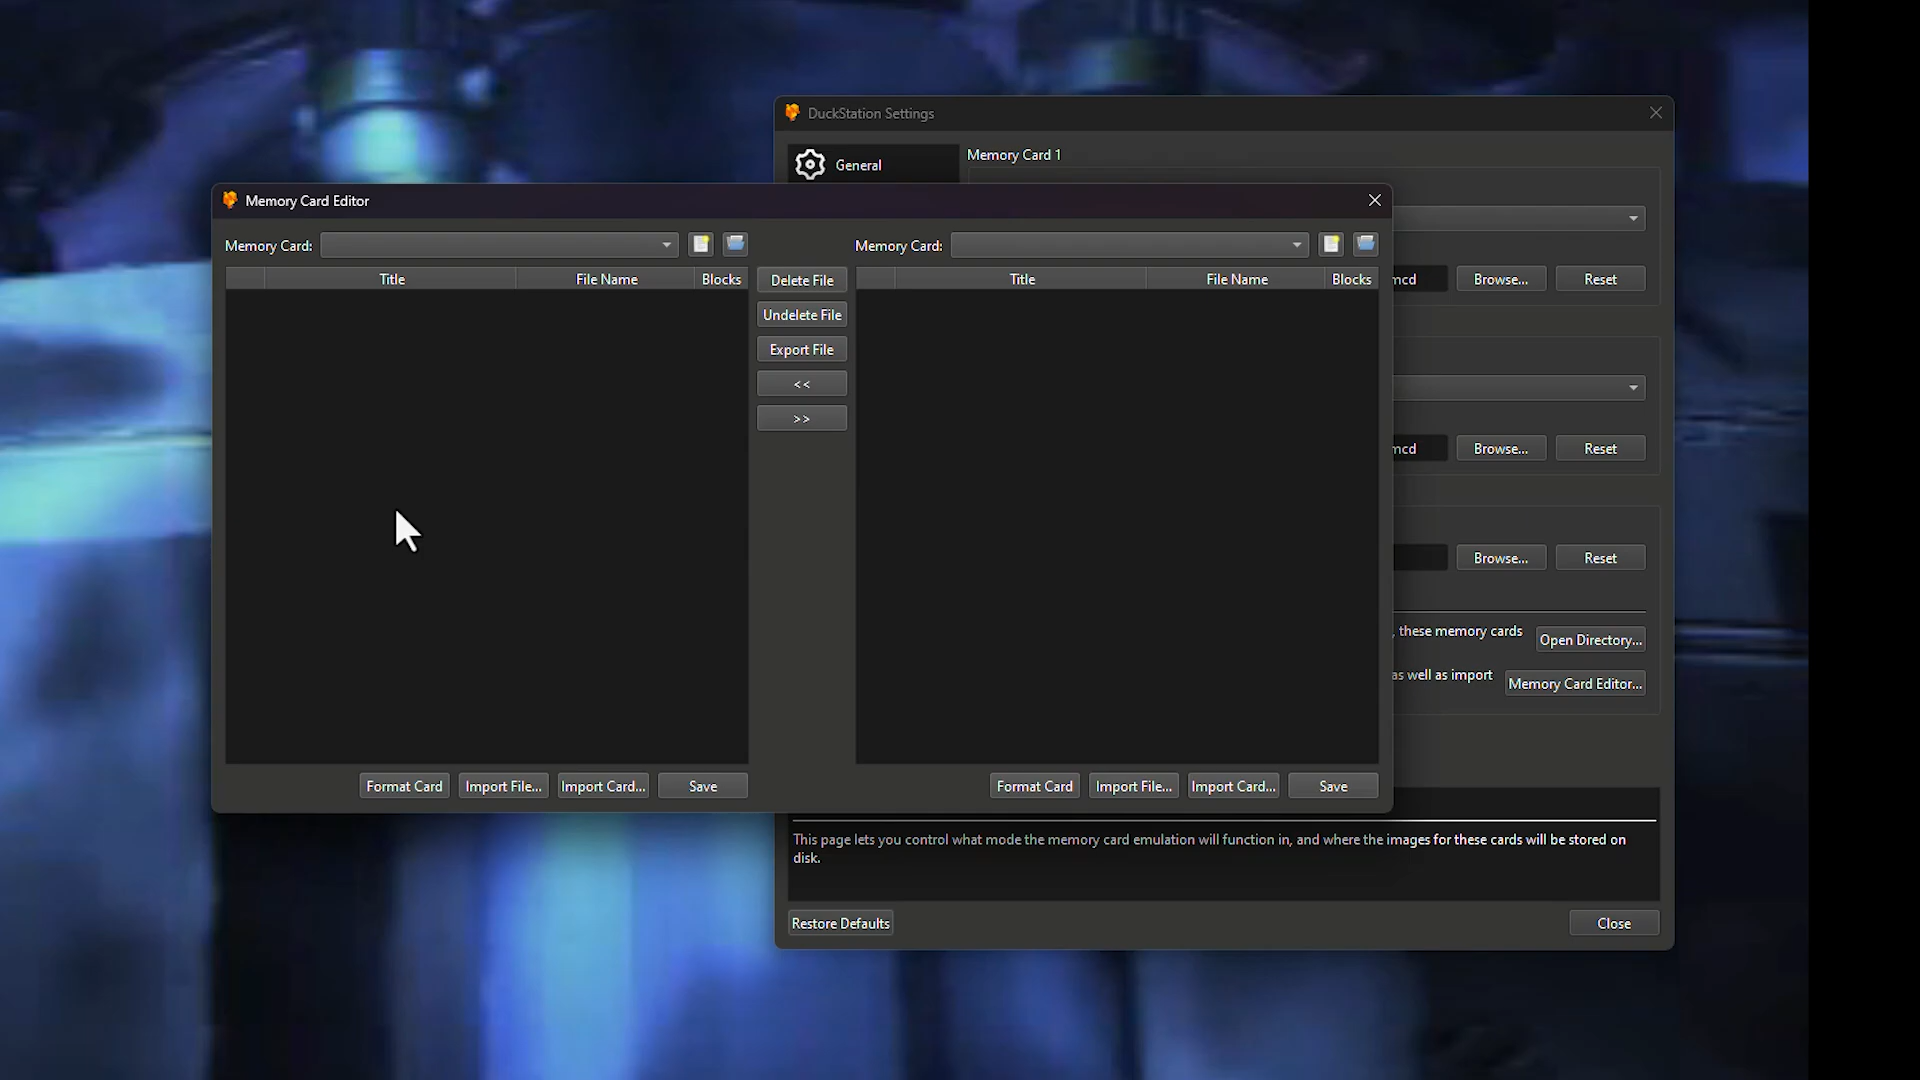 DuckStation Settings
General
Memory Card 1
Memory Card Editor
Memory Card:
Memory Card:
Title File Name Blocks
Delete File
Title File Name Blocks
mcd Browse... Reset
Undelete File
Export File
<<
>>
mcd Browse... Reset
Browse... Reset
, these memory cards
Open Directory...
as well as import
Memory Card Editor...
Format Card Import File... Import Card... Save
Format Card Import File... Import Card... Save
This page lets you control what mode the memory card emulation will function in, and where the images for these cards will be stored on
disk.
Restore Defaults
Close